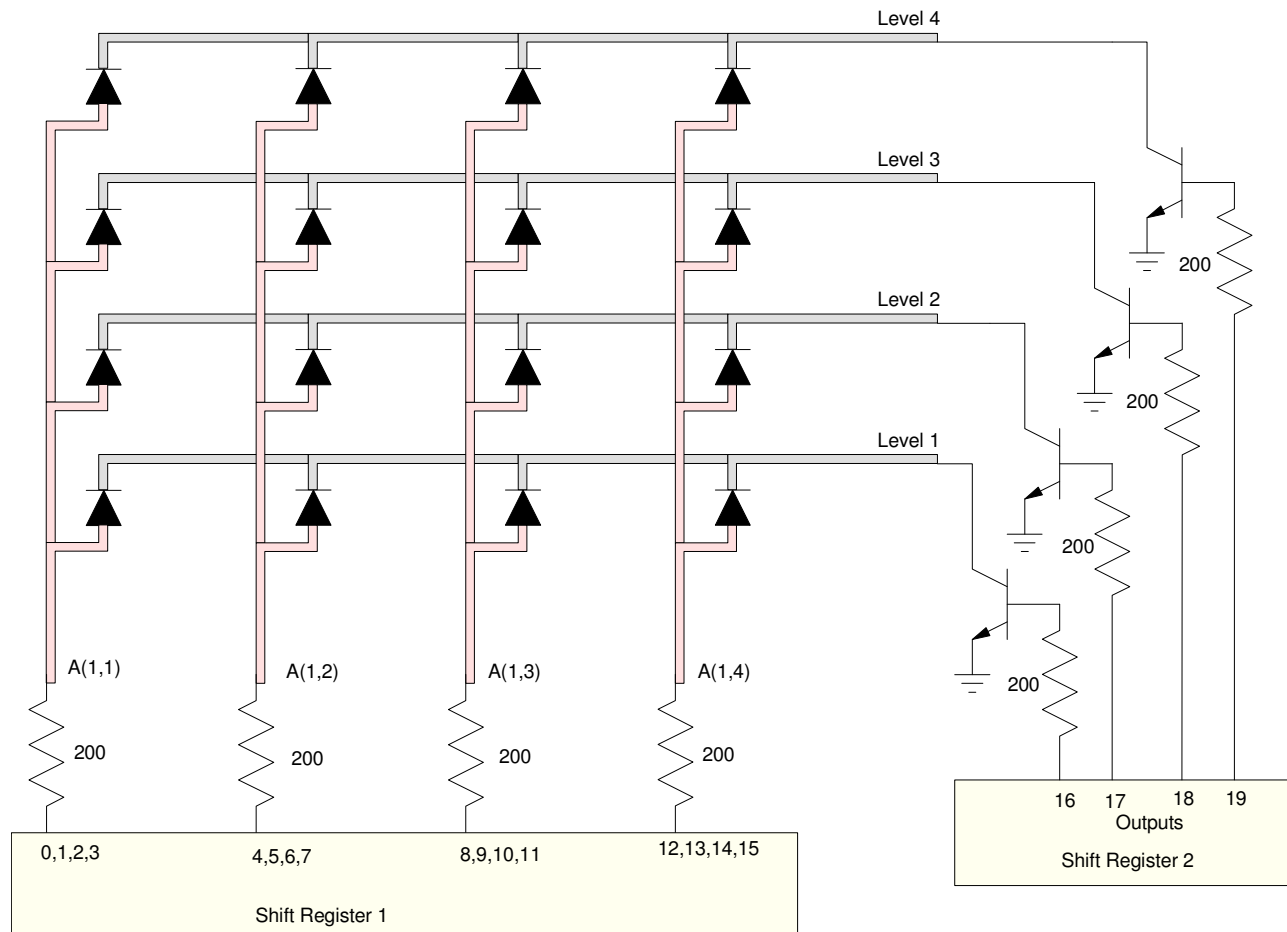 Level 4
Level 3
200
Level 2
200
Level 1
200
A(1,1)
A(1,2)
A(1,3)
A(1,4)
200
200
200
200
200
16
17
18
19
Outputs
Shift Register 2
0,1,2,3
4,5,6,7
8,9,10,11
12,13,14,15
Shift Register 1